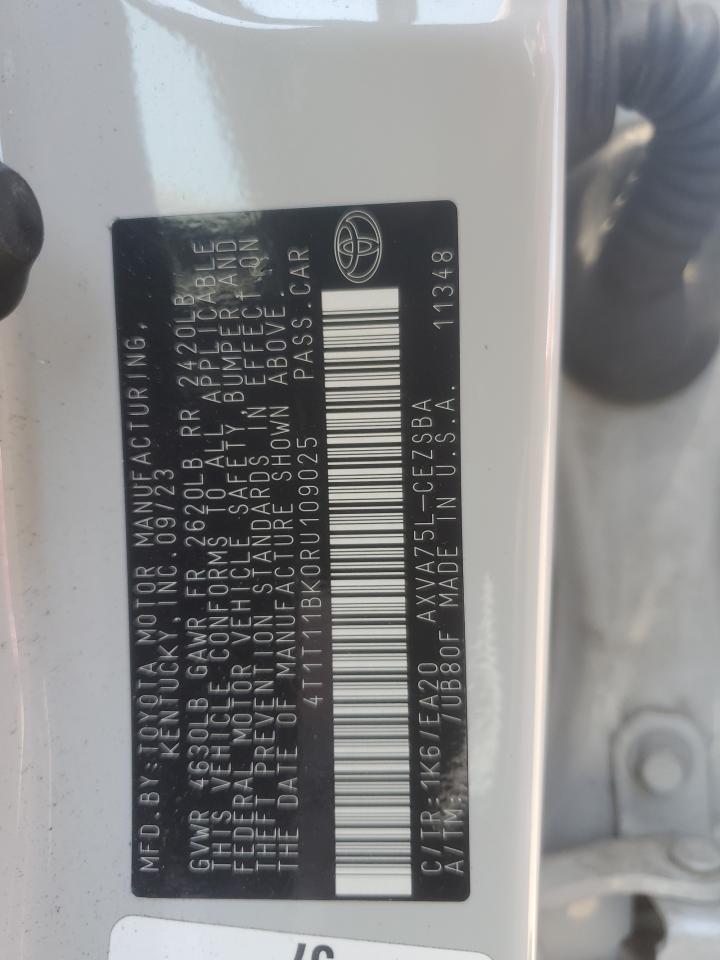 MFD. BY: TOYOTA MOTOR MANUFACTURING,
KENTUCKY, INC. 09/23
GVWR 4630LB GAWR FR 2620LB RR 2420LB
THIS VEHICLE CONFORMS TO ALL APPLICABLE
FEDERAL MOTOR VEHICLE SAFETY, BUMPER, AND
THEFT PREVENTION STANDARDS IN EFFECT ON
THE DATE OF MANUFACTURE SHOWN ABOVE.
4T1T11BK0RU109025 PASS. CAR
C/TR: 1K6/EA20 AXVA75L-CEZSBA
A/TM: /UB80F MADE IN U.S.A. 11348